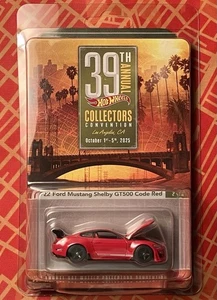 39TH
ANNUAL
Hot Wheels
COLLECTORS
CONVENTION
Los Angeles, CA
October 1st-5th, 2025
'22 Ford Mustang Shelby GT500 Code Red